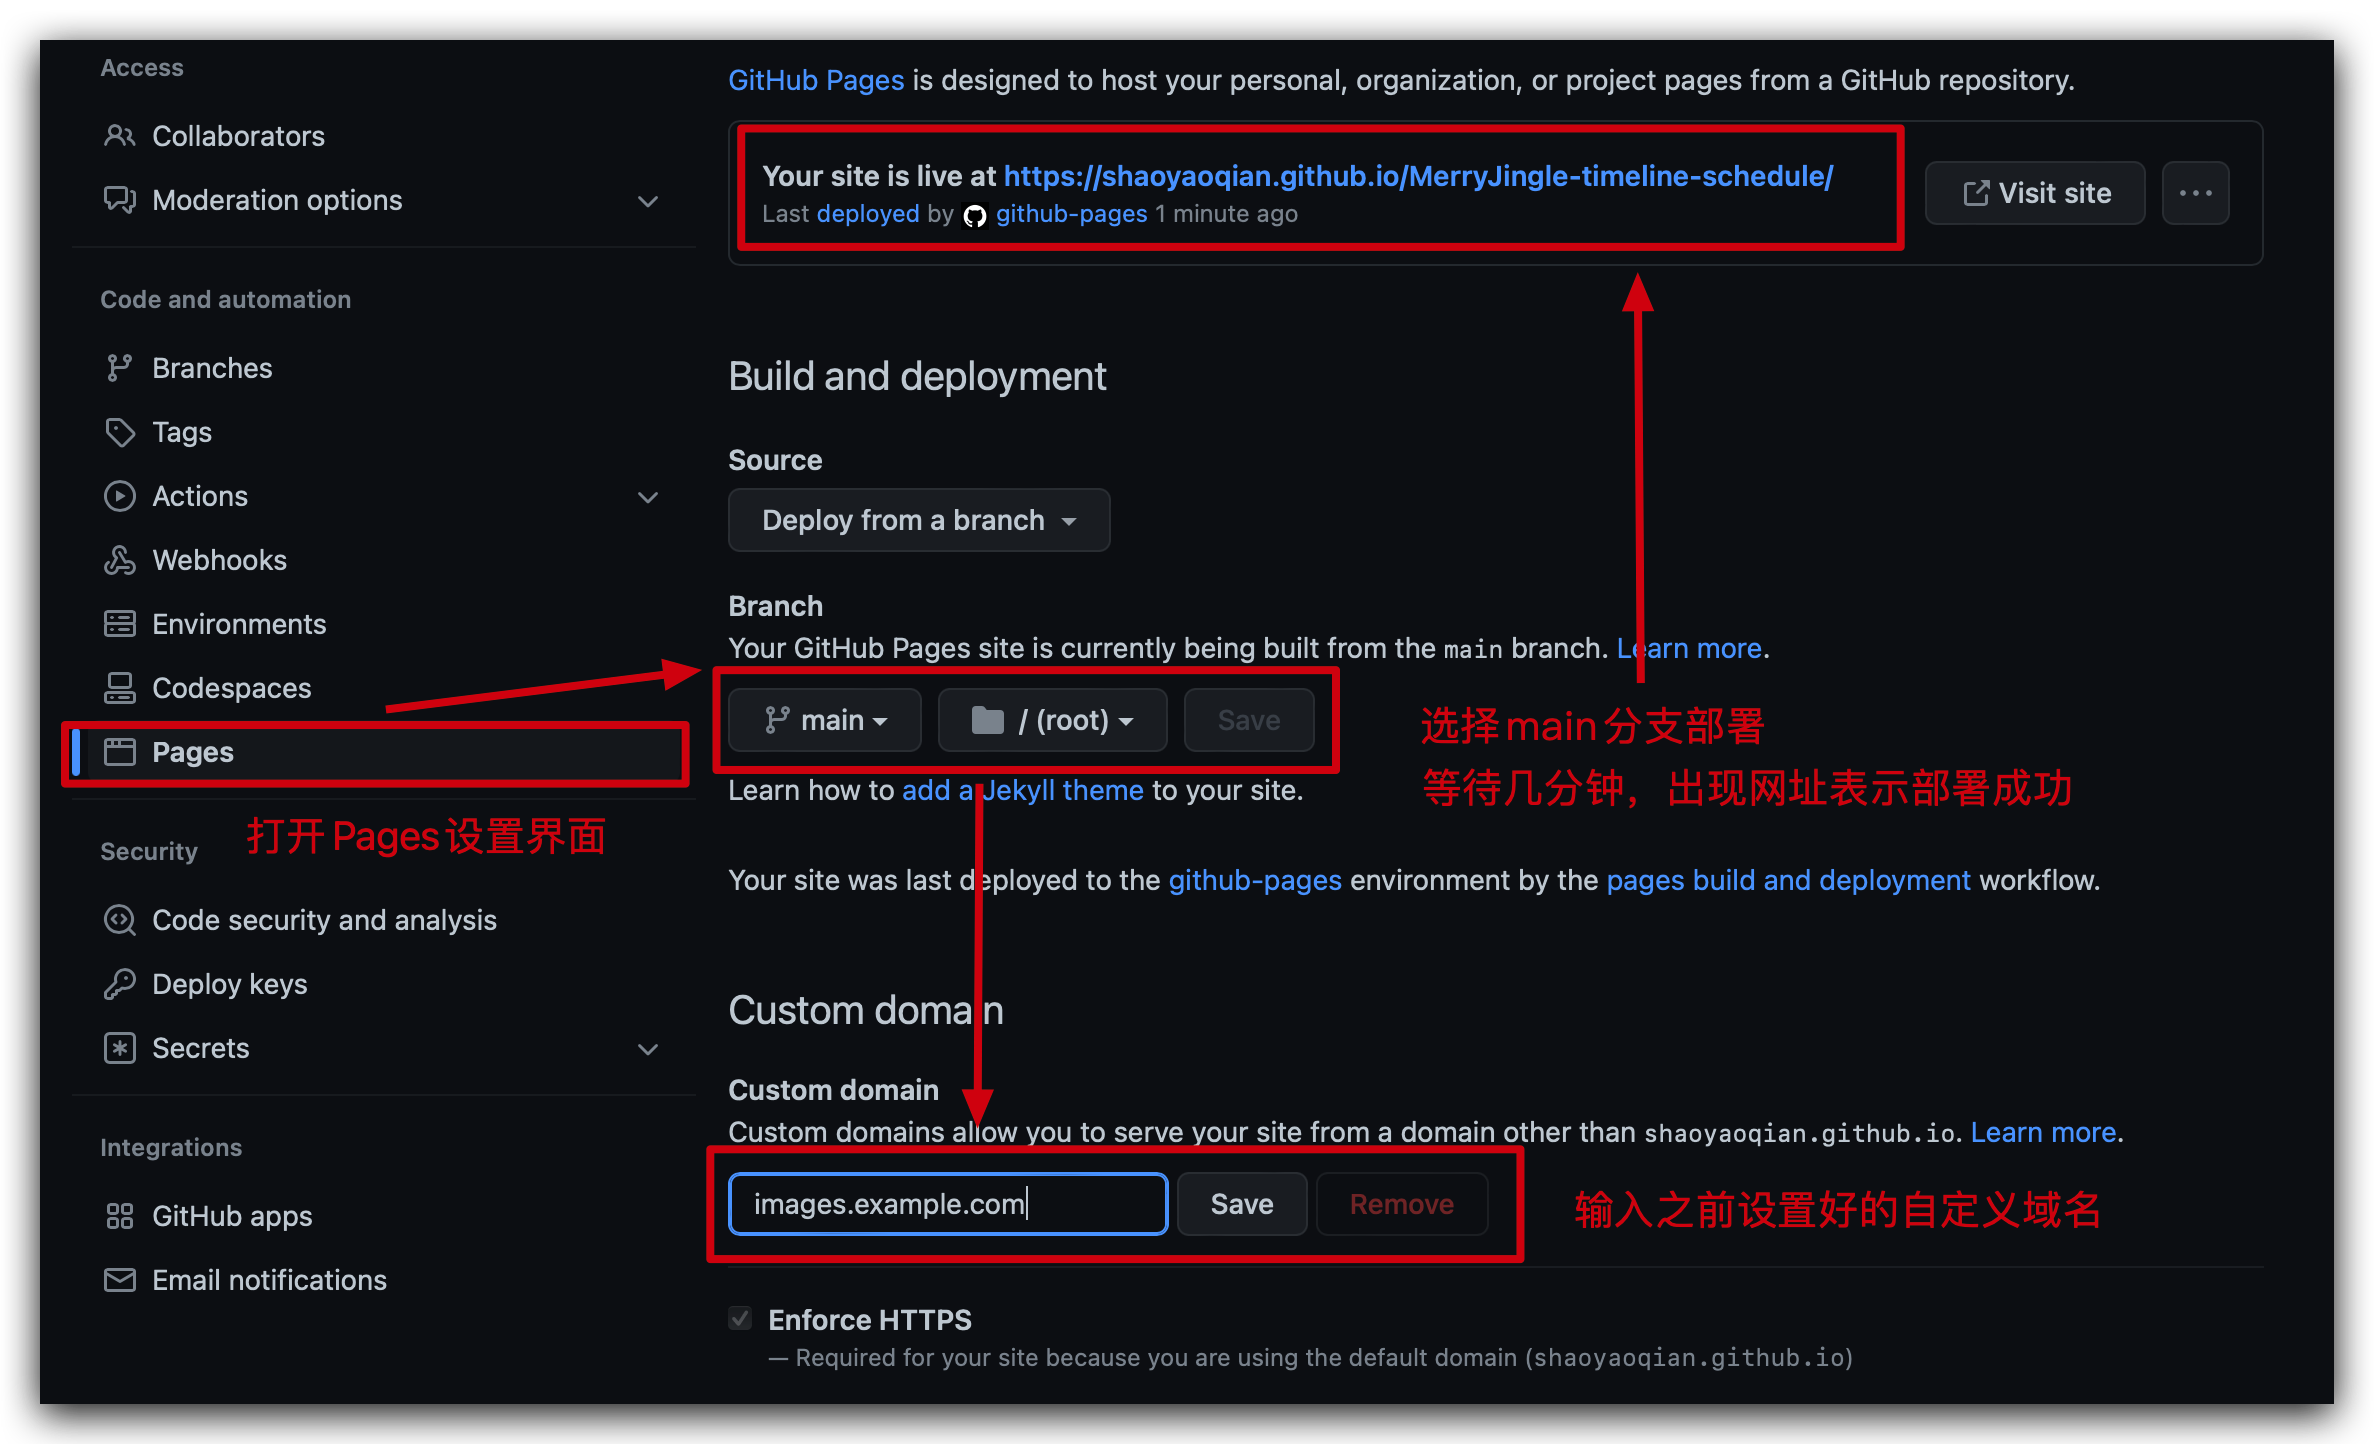 Access
Collaborators
Moderation options
Code and automation
Branches
Tags
Actions
Webhooks
Environments
Codespaces
Pages
打开Pages设置界面
Security
Code security and analysis
Deploy keys
Secrets
Integrations
GitHub apps
Email notifications
GitHub Pages is designed to host your personal, organization, or project pages from a GitHub repository.
Your site is live at https://shaoyaoqian.github.io/MerryJingle-timeline-schedule/
Last deployed by github-pages 1 minute ago
Visit site
Build and deployment
Source
Deploy from a branch
Branch
Your GitHub Pages site is currently being built from the main branch. Learn more.
main / (root) Save
选择main分支部署
等待几分钟，出现网址表示部署成功
Learn how to add a Jekyll theme to your site.
Your site was last deployed to the github-pages environment by the pages build and deployment workflow.
Custom domain
Custom domain
Custom domains allow you to serve your site from a domain other than shaoyaoqian.github.io. Learn more.
images.example.com Save Remove
输入之前设置好的自定义域名
Enforce HTTPS
— Required for your site because you are using the default domain (shaoyaoqian.github.io)